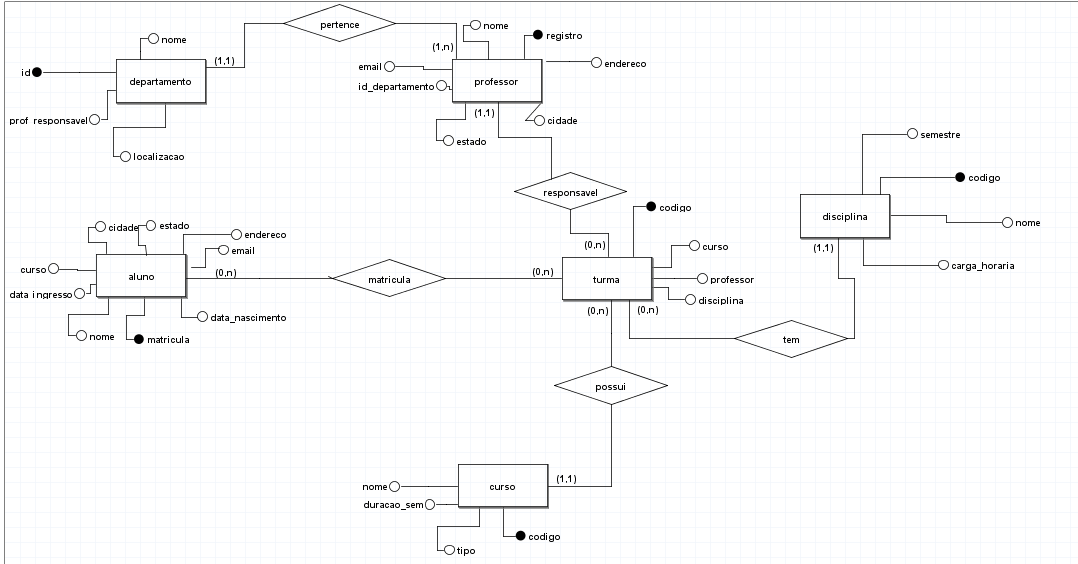 pertence
nome
nome
registro
(1,1)
(1,n)
id
departamento
email
professor
endereco
id_departamento
prof_responsavel
(1,1)
cidade
localizacao
estado
semestre
codigo
responsavel
codigo
disciplina
nome
cidade
estado
endereco
(0,n)
curso
(1,1)
email
curso
aluno
(0,n)
matricula
(0,n)
turma
professor
carga_horaria
data ingresso
disciplina
data_nascimento
(0,n)
(0,n)
nome
matricula
tem
possui
nome
curso
(1,1)
duracao_sem
codigo
tipo